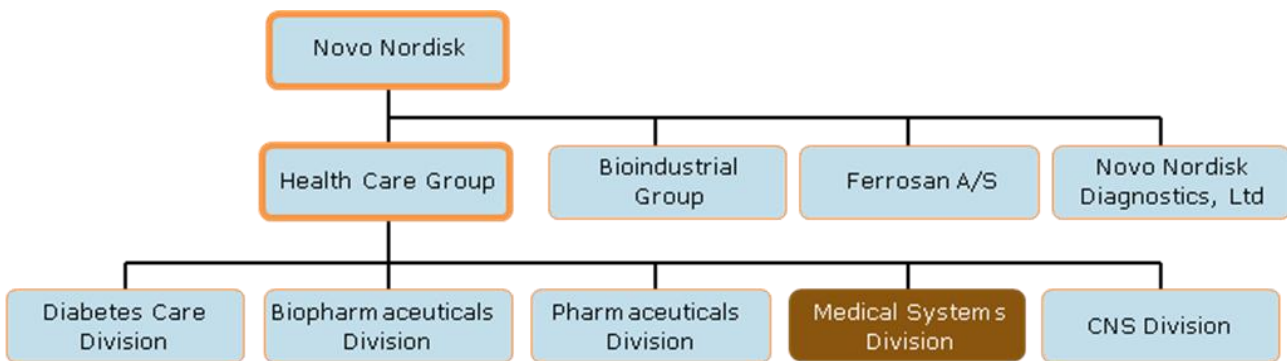 Novo Nordisk
Health Care Group
Bioindustrial
Group
Ferrosan A/S
Novo Nordisk
Diagnostics, Ltd
Diabetes Care
Division
Biopharmaceuticals
Division
Pharmaceuticals
Division
Medical Systems
Division
CNS Division